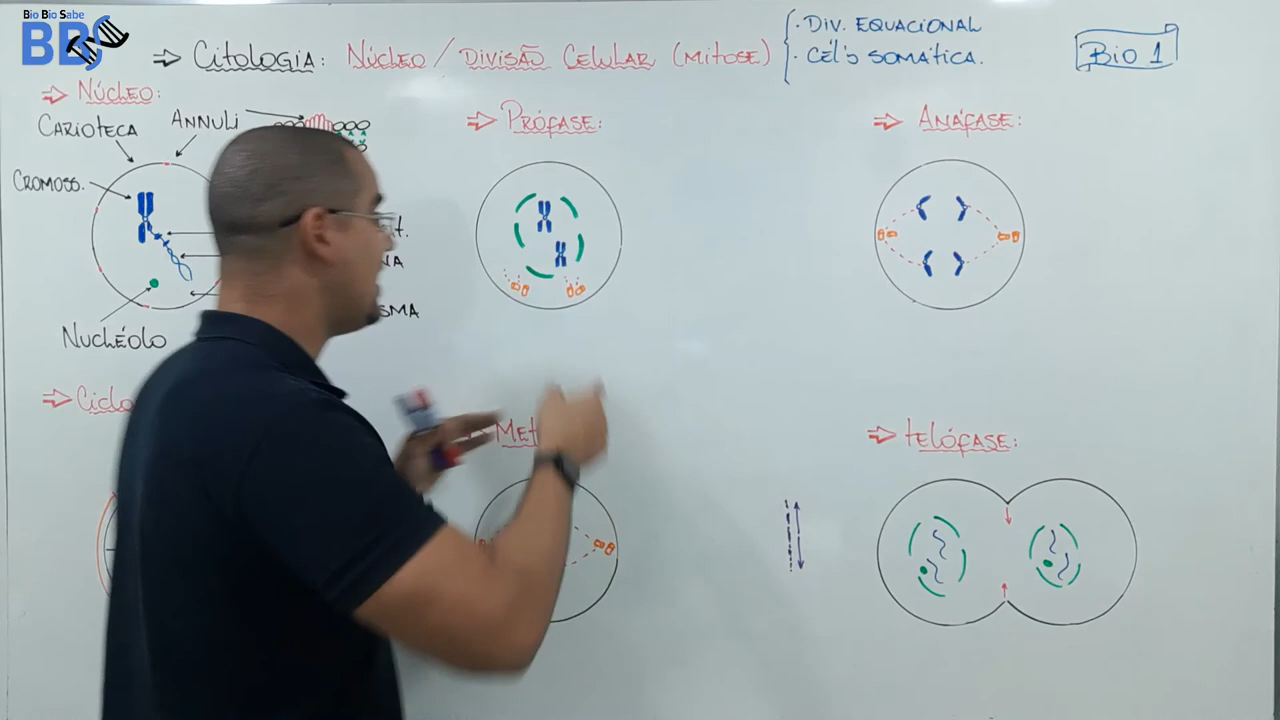 Bio Bio Sabe
BBS
⇒ Citologia: Núcleo / Divisão Celular (mitose)
· Div. Equacional
· Cél's Somática.
Bio 1
⇒ Núcleo:
Carioteca
Annuli
Cromoss.
Nucléolo
⇒ Prófase:
⇒ Anáfase:
⇒ telófase: